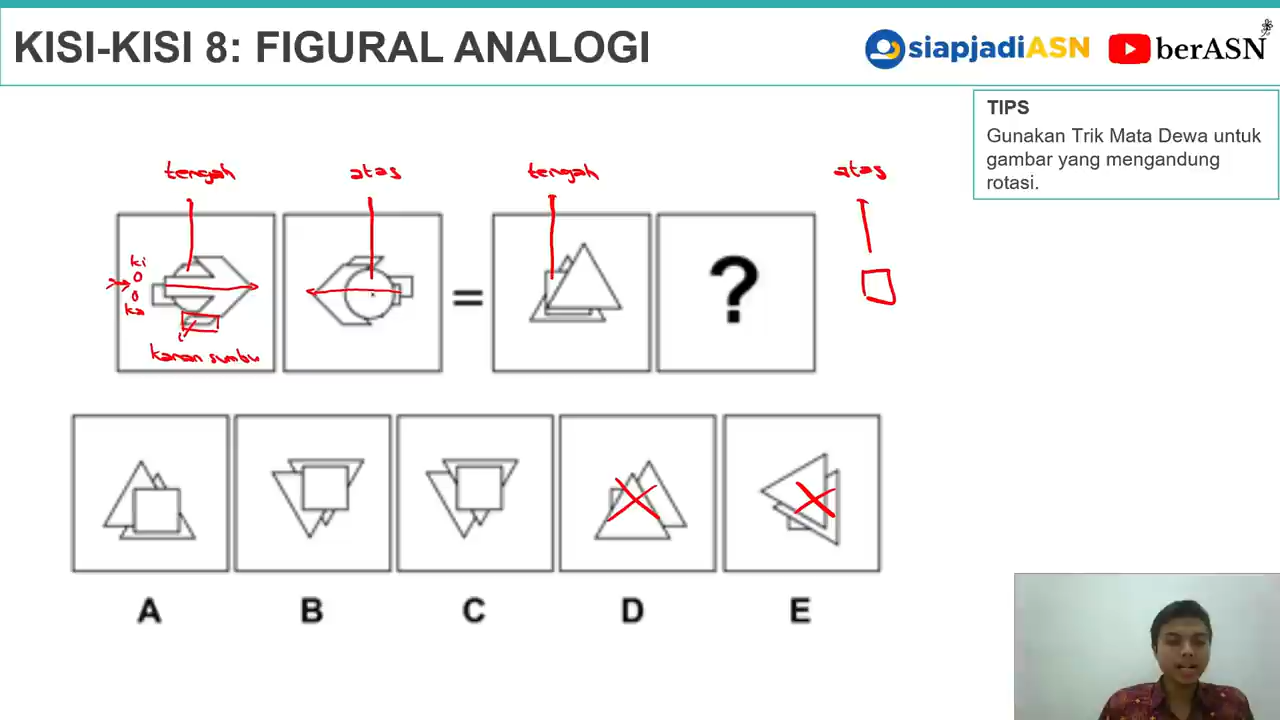 KISI-KISI 8: FIGURAL ANALOGI
siapjadiASN
berASN
TIPS
Gunakan Trik Mata Dewa untuk
gambar yang mengandung
rotasi.
tengah
atas
tengah
atas
ki
ka
kanan sumbu
=
?
A
B
C
D
E